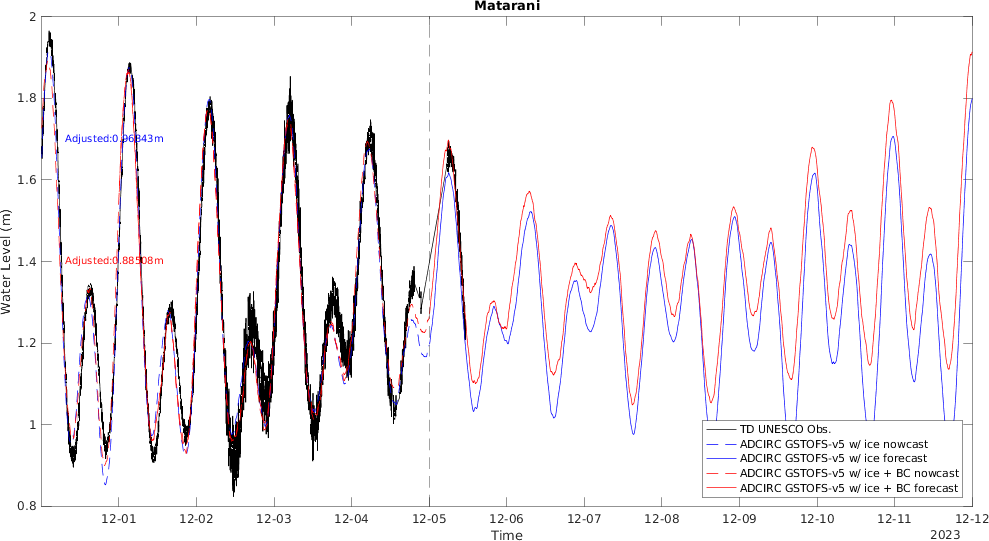 Matarani
2
1.8
1.6
1.4
1.2
1
0.8
Water Level (m)
Adjusted:0.96843m
Adjusted:0.88508m
12-01 12-02 12-03 12-04 12-05 12-06 12-07 12-08 12-09 12-10 12-11 12-12
Time
2023
TD UNESCO Obs.
ADCIRC GSTOFS-v5 w/ ice nowcast
ADCIRC GSTOFS-v5 w/ ice forecast
ADCIRC GSTOFS-v5 w/ ice + BC nowcast
ADCIRC GSTOFS-v5 w/ ice + BC forecast